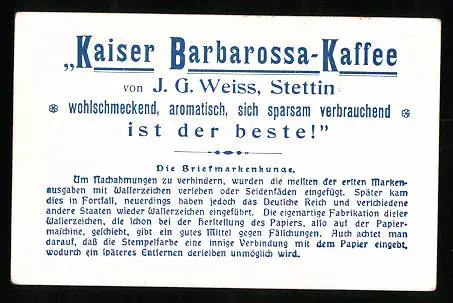 „Kaiser Barbarossa-Kaffee
von J. G. Weiss, Stettin
wohlschmeckend, aromatisch, sich sparsam verbrauchend
ist der beste!"
Die Briefmarkenkunde.
Um Nachahmungen zu verhindern, wurden die meisten der ersten Marken-
ausgaben mit Wasserzeichen versehen oder Seidenfäden eingefügt. Später kam
dies in Fortfall, neuerdings haben jedoch das Deutsche Reich und verschiedene
andere Staaten wieder Wasserzeichen eingeführt. Die eigenartige Fabrikation dieser
Wasserzeichen, die schon bei der Herstellung des Papiers, also auf der Papier-
maschine, geschieht, gibt ein gutes Mittel gegen Fälschungen. Auch achtet man
darauf, daß die Stempelfarbe eine innige Verbindung mit dem Papier eingeht,
wodurch ein späteres Entfernen derselben unmöglich wird.